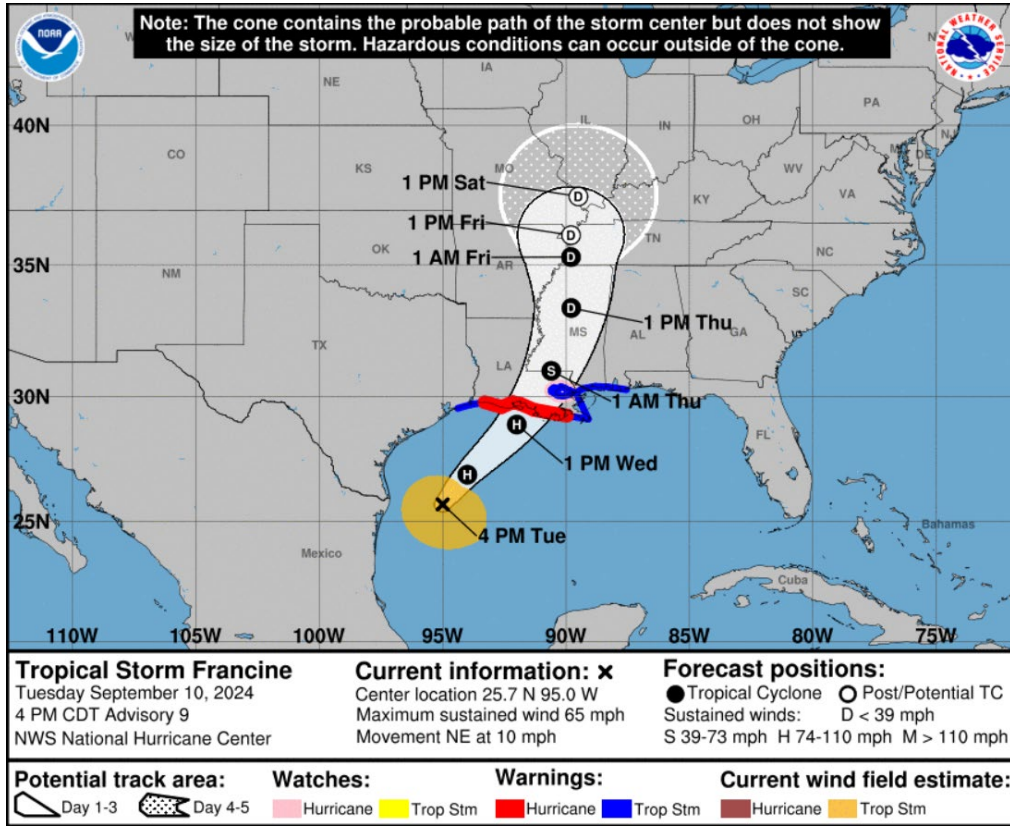 Note: The cone contains the probable path of the storm center but does not show
the size of the storm. Hazardous conditions can occur outside of the cone.
NOAA
NATIONAL WEATHER SERVICE
IA
NE
PA
40N
IL
IN
OH
NJ
MD
DE
CO
KS
MO
WV
VA
1 PM Sat
KY
1 PM Fri
TN
NC
OK
1 AM Fri
AR
35N
NM
SC
1 PM Thu
MS
AL
GA
TX
LA
30N
1 AM Thu
FL
1 PM Wed
25N
4 PM Tue
Bahamas
Mexico
Cuba
110W
105W
100W
95W
90W
85W
80W
75W
D
D
D
D
S
H
H
Tropical Storm Francine
Tuesday September 10, 2024
4 PM CDT Advisory 9
NWS National Hurricane Center
Current information: ×
Center location 25.7 N 95.0 W
Maximum sustained wind 65 mph
Movement NE at 10 mph
Forecast positions:
Tropical Cyclone Post/Potential TC
Sustained winds: D < 39 mph
S 39-73 mph H 74-110 mph M > 110 mph
Potential track area:
Day 1-3 Day 4-5
Watches:
Hurricane Trop Stm
Warnings:
Hurricane Trop Stm
Current wind field estimate:
Hurricane Trop Stm